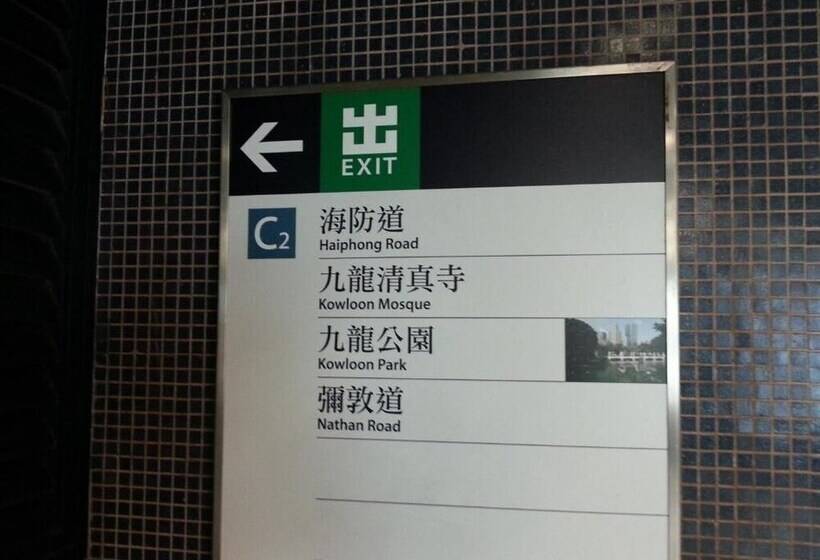 出
EXIT
C2
海防道
Haiphong Road
九龍清真寺
Kowloon Mosque
九龍公園
Kowloon Park
彌敦道
Nathan Road